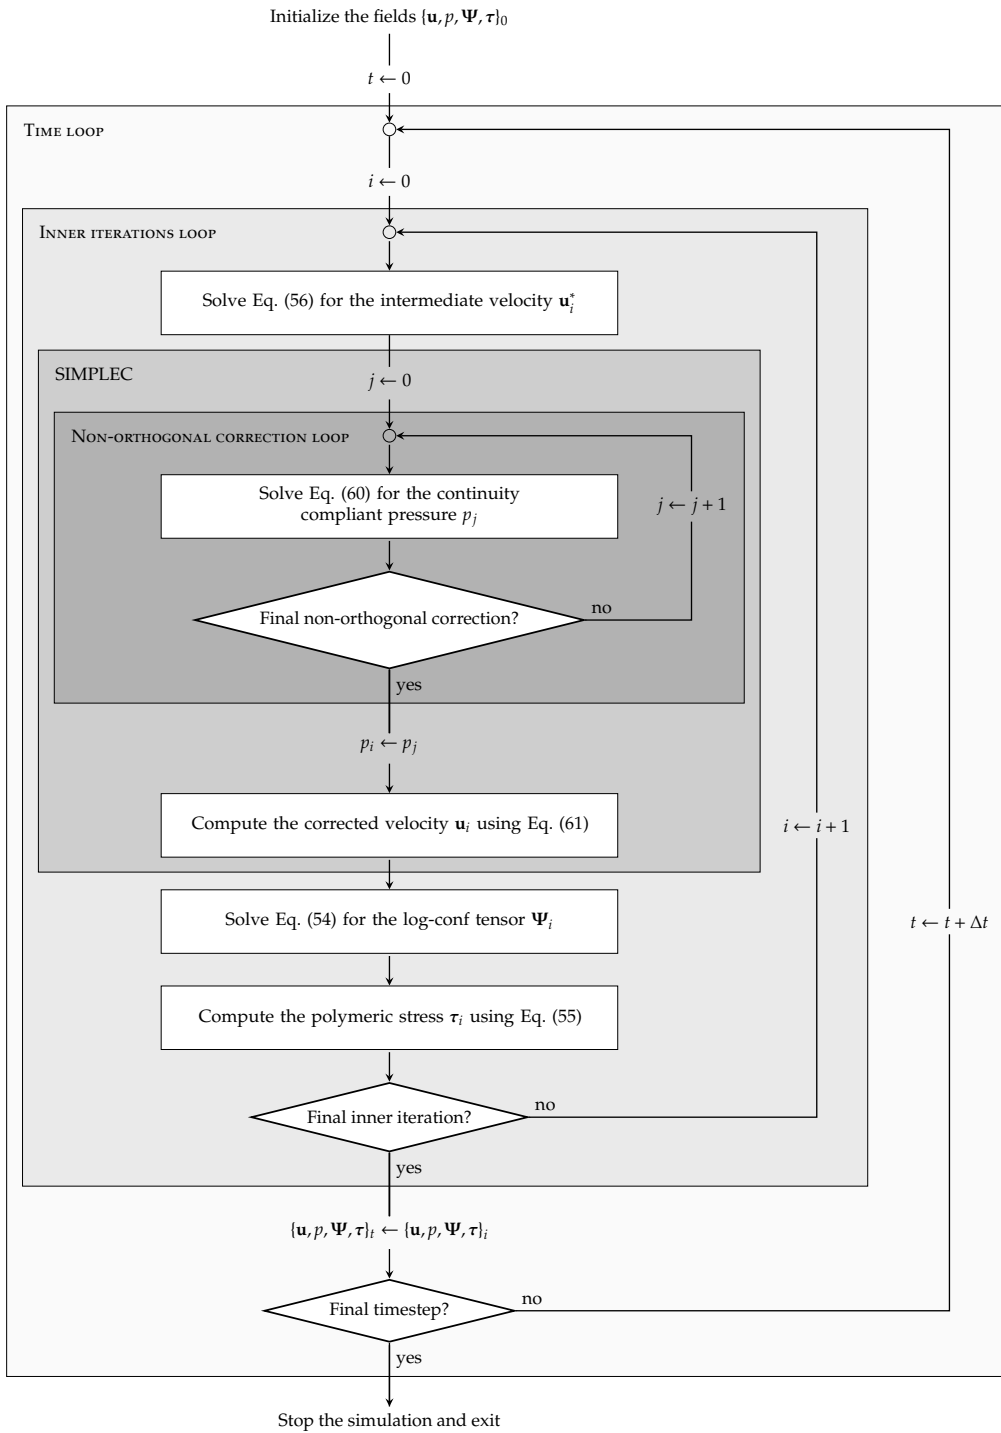 Initialize the fields {u, p, Ψ, τ}₀
t ← 0
Time loop
i ← 0
Inner iterations loop
Solve Eq. (56) for the intermediate velocity u*ᵢ
SIMPLEC
j ← 0
Non-orthogonal correction loop
Solve Eq. (60) for the continuity
compliant pressure pⱼ
j ← j + 1
Final non-orthogonal correction?
no
yes
pᵢ ← pⱼ
Compute the corrected velocity uᵢ using Eq. (61)
i ← i + 1
Solve Eq. (54) for the log-conf tensor Ψᵢ
t ← t + Δt
Compute the polymeric stress τᵢ using Eq. (55)
Final inner iteration?
no
yes
{u, p, Ψ, τ}ₜ ← {u, p, Ψ, τ}ᵢ
Final timestep?
no
yes
Stop the simulation and exit